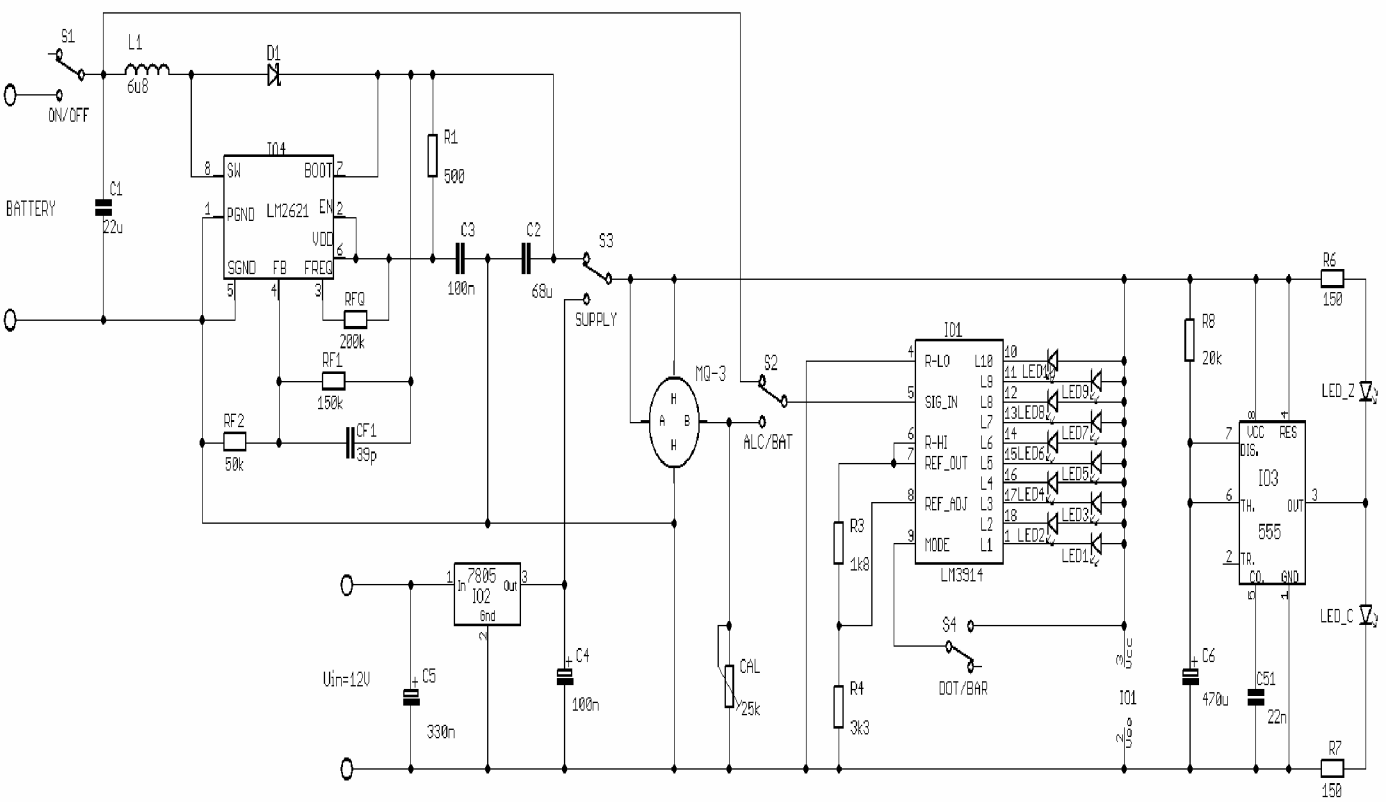 S1
L1
6u8
D1
ON/OFF
BATTERY
C1
22u
IO4
8 SW BOOT 7
1 PGND LM2621 EN 2
VDD 6
SGND FB FREQ
5 4 3
R1
500
C3
100n
C2
68u
S3
SUPPLY
RFQ
200k
RF1
150k
RF2
50k
CF1
39p
MQ-3
H
A B
H
S2
ALC/BAT
IO1
4 R-LO L10 10
L9 11
5 SIG_IN L8 12
L7 13
6 R-HI L6 14
7 REF_OUT L5 15
L4 16
8 REF_ADJ L3 17
L2 18
9 MODE L1 1
LM3914
LED10
LED9
LED8
LED7
LED6
LED5
LED4
LED3
LED2
LED1
R3
1k8
R4
3k3
S4
DOT/BAR
3 VCC
IO1
2
R8
20k
C6
+
470u
C51
22n
8 4
VCC RES
7 DIS.
IO3
6 TH. OUT 3
555
2 TR.
CO. GND
5 1
R6
150
LED_Z
LED_C
R7
150
1 In 7805 Out 3
IO2
Gnd
2
Uin=12V
C5
+
330n
C4
+
100n
CAL
25k